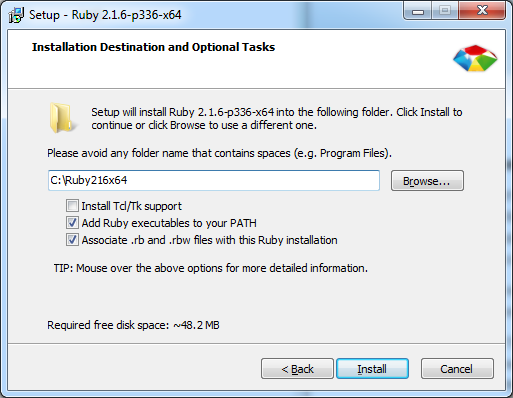 Setup - Ruby 2.1.6-p336-x64
Installation Destination and Optional Tasks
Setup will install Ruby 2.1.6-p336-x64 into the following folder. Click Install to
continue or click Browse to use a different one.
Please avoid any folder name that contains spaces (e.g. Program Files).
C:\Ruby216x64
Browse...
Install Tcl/Tk support
Add Ruby executables to your PATH
Associate .rb and .rbw files with this Ruby installation
TIP: Mouse over the above options for more detailed information.
Required free disk space: ~48.2 MB
< Back
Install
Cancel